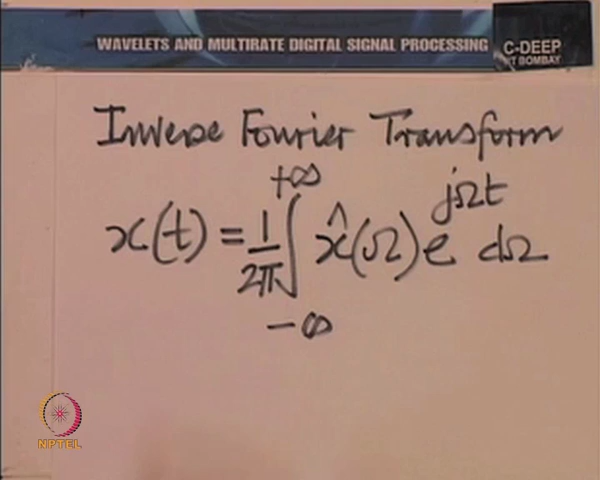 WAVELETS AND MULTIRATE DIGITAL SIGNAL PROCESSING
C-DEEP
IIT BOMBAY
Inverse Fourier Transform
x(t) = 1/2π ∫_{-∞}^{+∞} x̂(Ω) e^{jΩt} dΩ
NPTEL